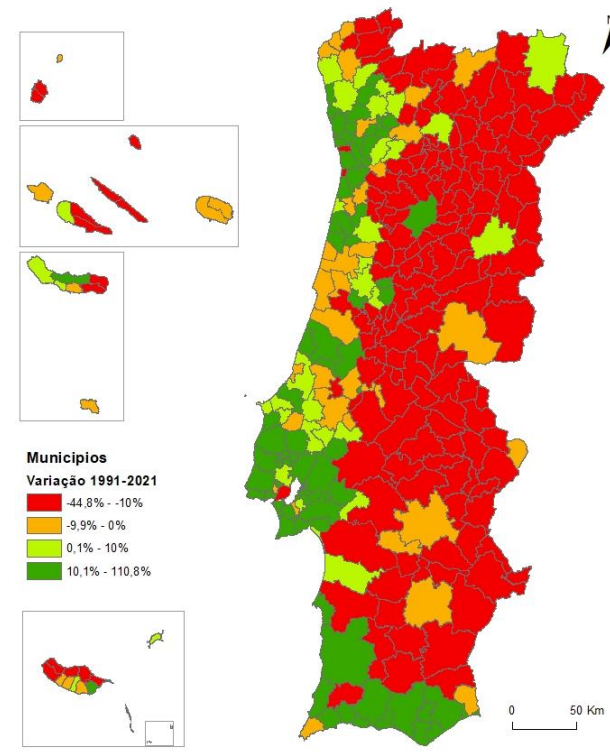 N
Municipios
Variação 1991-2021
-44,8% - -10%
-9,9% - 0%
0,1% - 10%
10,1% - 110,8%
0 50 Km